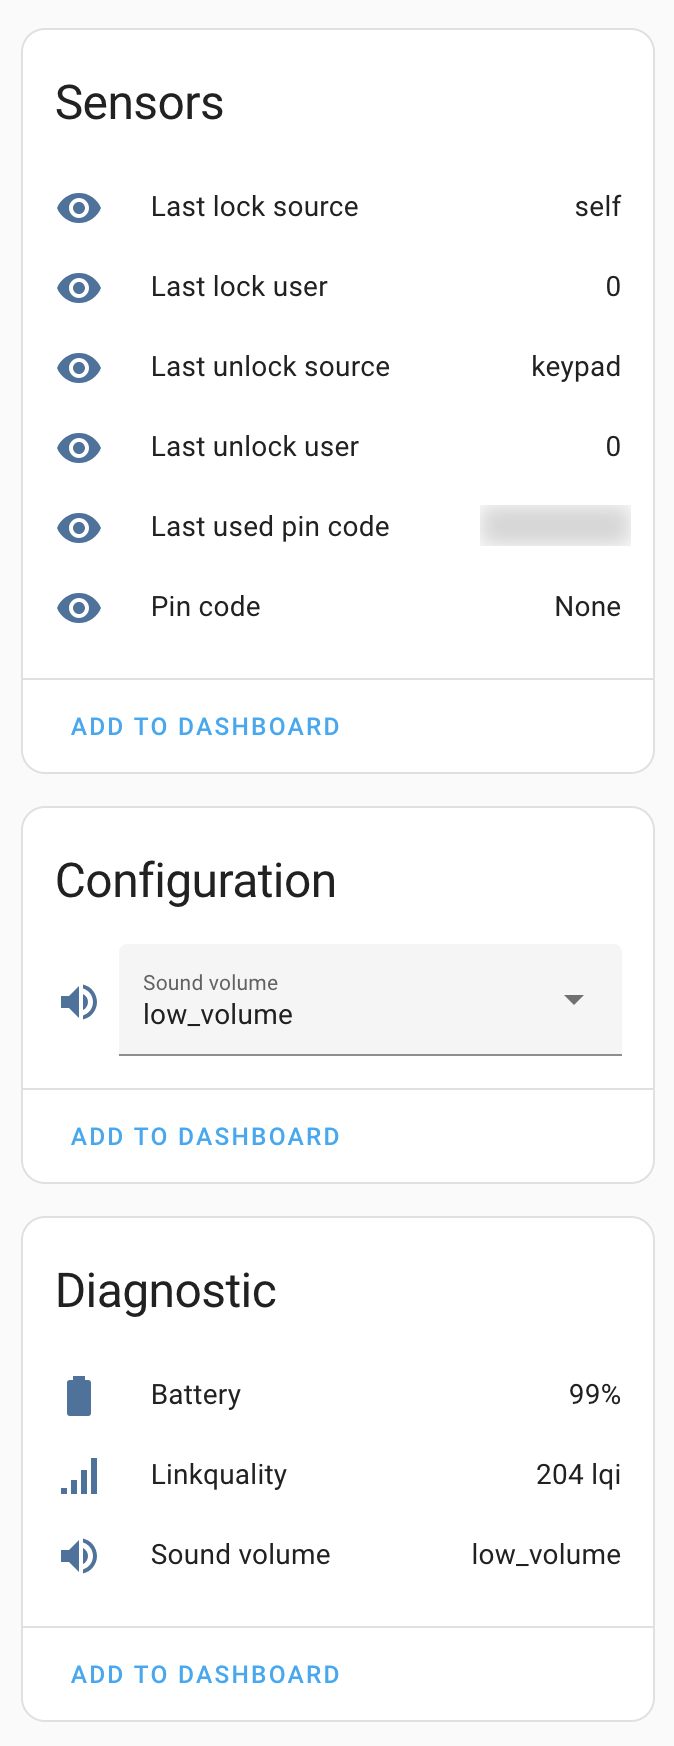 Sensors
Last lock source self
Last lock user 0
Last unlock source keypad
Last unlock user 0
Last used pin code
Pin code None
ADD TO DASHBOARD
Configuration
Sound volume
low_volume
ADD TO DASHBOARD
Diagnostic
Battery 99%
Linkquality 204 lqi
Sound volume low_volume
ADD TO DASHBOARD